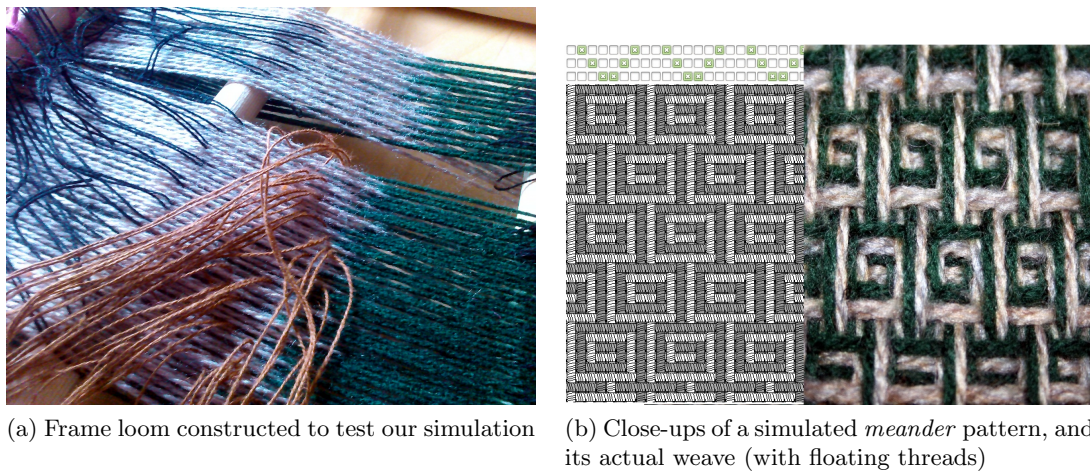 (a) Frame loom constructed to test our simulation
(b) Close-ups of a simulated meander pattern, and
its actual weave (with floating threads)